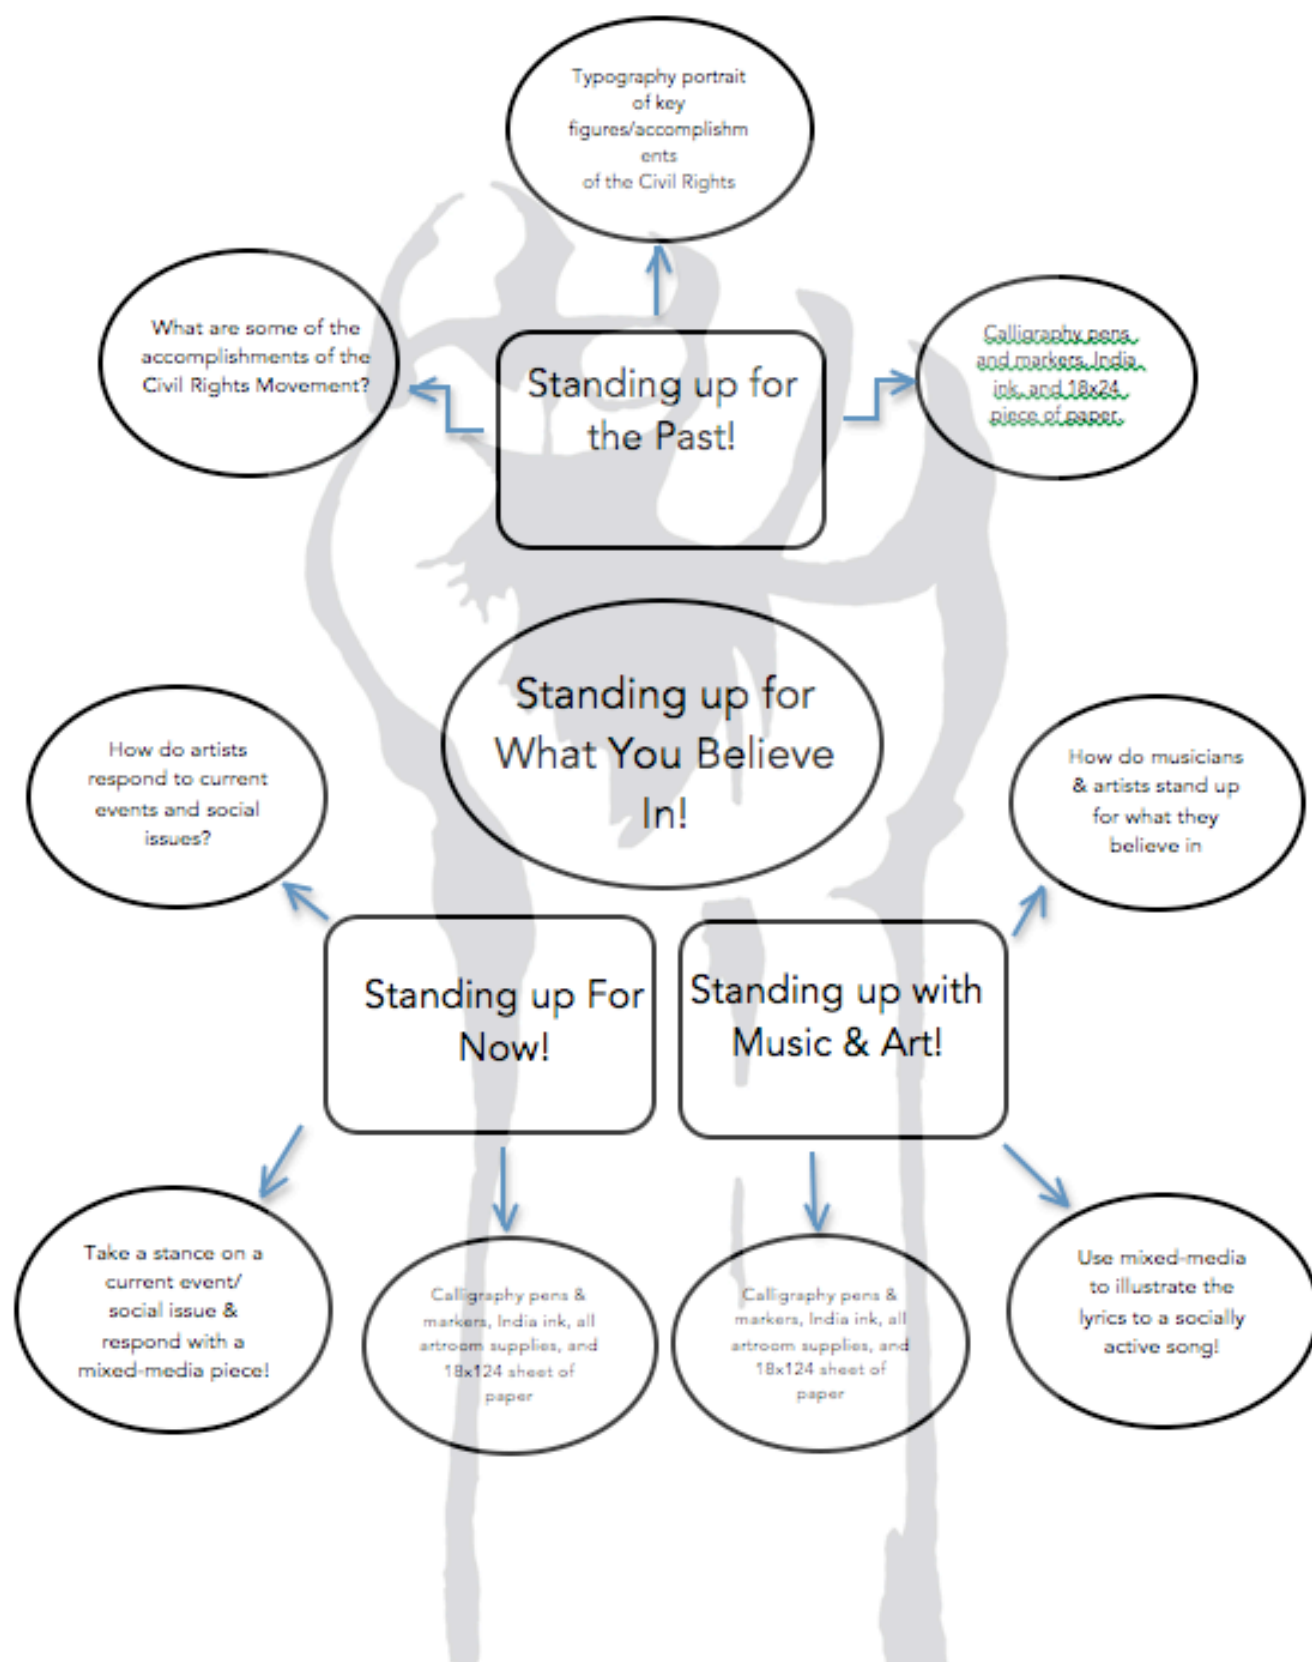 Typography portrait
of key
figures/accomplishm
ents
of the Civil Rights
What are some of the
accomplishments of the
Civil Rights Movement?
Standing up for
the Past!
Calligraphy pens
and markers, India
ink, and 18x24
piece of paper.
Standing up for
What You Believe
In!
How do artists
respond to current
events and social
issues?
How do musicians
& artists stand up
for what they
believe in
Standing up For
Now!
Standing up with
Music & Art!
Take a stance on a
current event/
social issue &
respond with a
mixed-media piece!
Calligraphy pens &
markers, India ink, all
artroom supplies, and
18x124 sheet of
paper
Calligraphy pens &
markers, India ink, all
artroom supplies, and
18x124 sheet of
paper
Use mixed-media
to illustrate the
lyrics to a socially
active song!